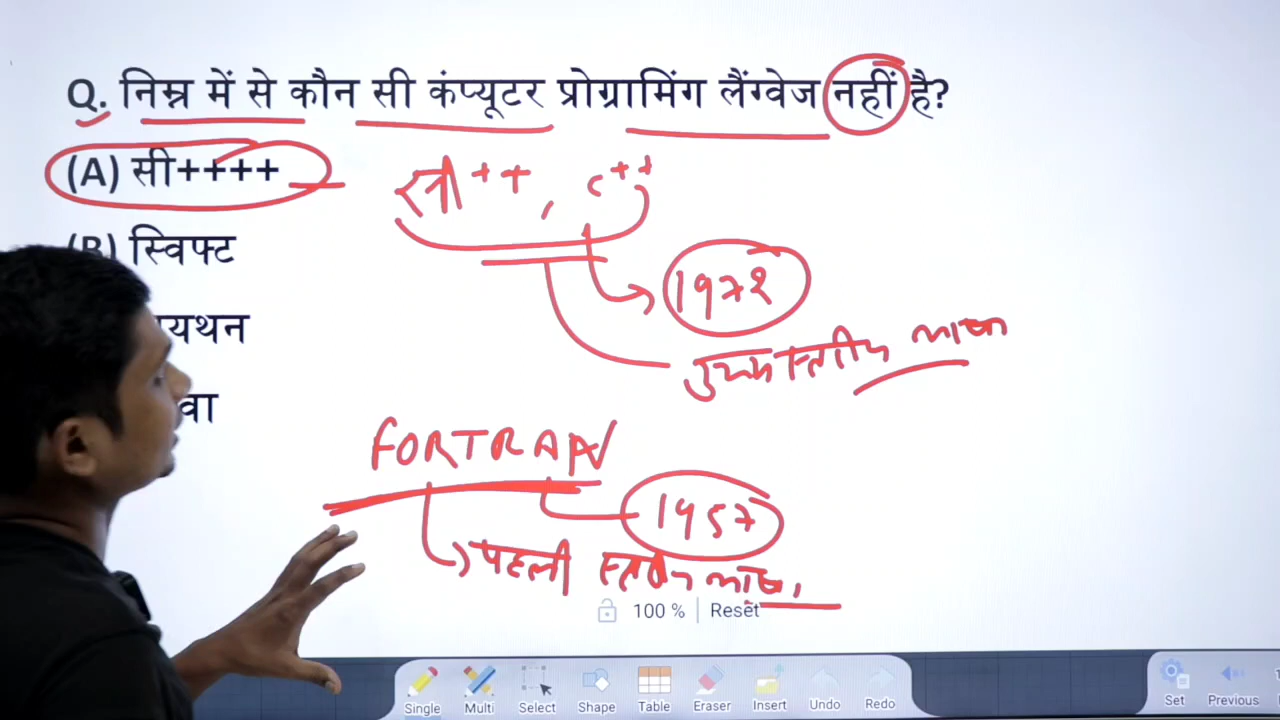 Q. निम्न में से कौन सी कंप्यूटर प्रोग्रामिंग लैंग्वेज नहीं है?
(A) सी++++
सी++, c++
(B) स्विफ्ट
1972
यथन
भाषा
वा
FORTRAN
1957
पहली स्तरीय भाषा
100 % Reset
Single Multi Select Shape Table Eraser Insert Undo Redo Set Previous